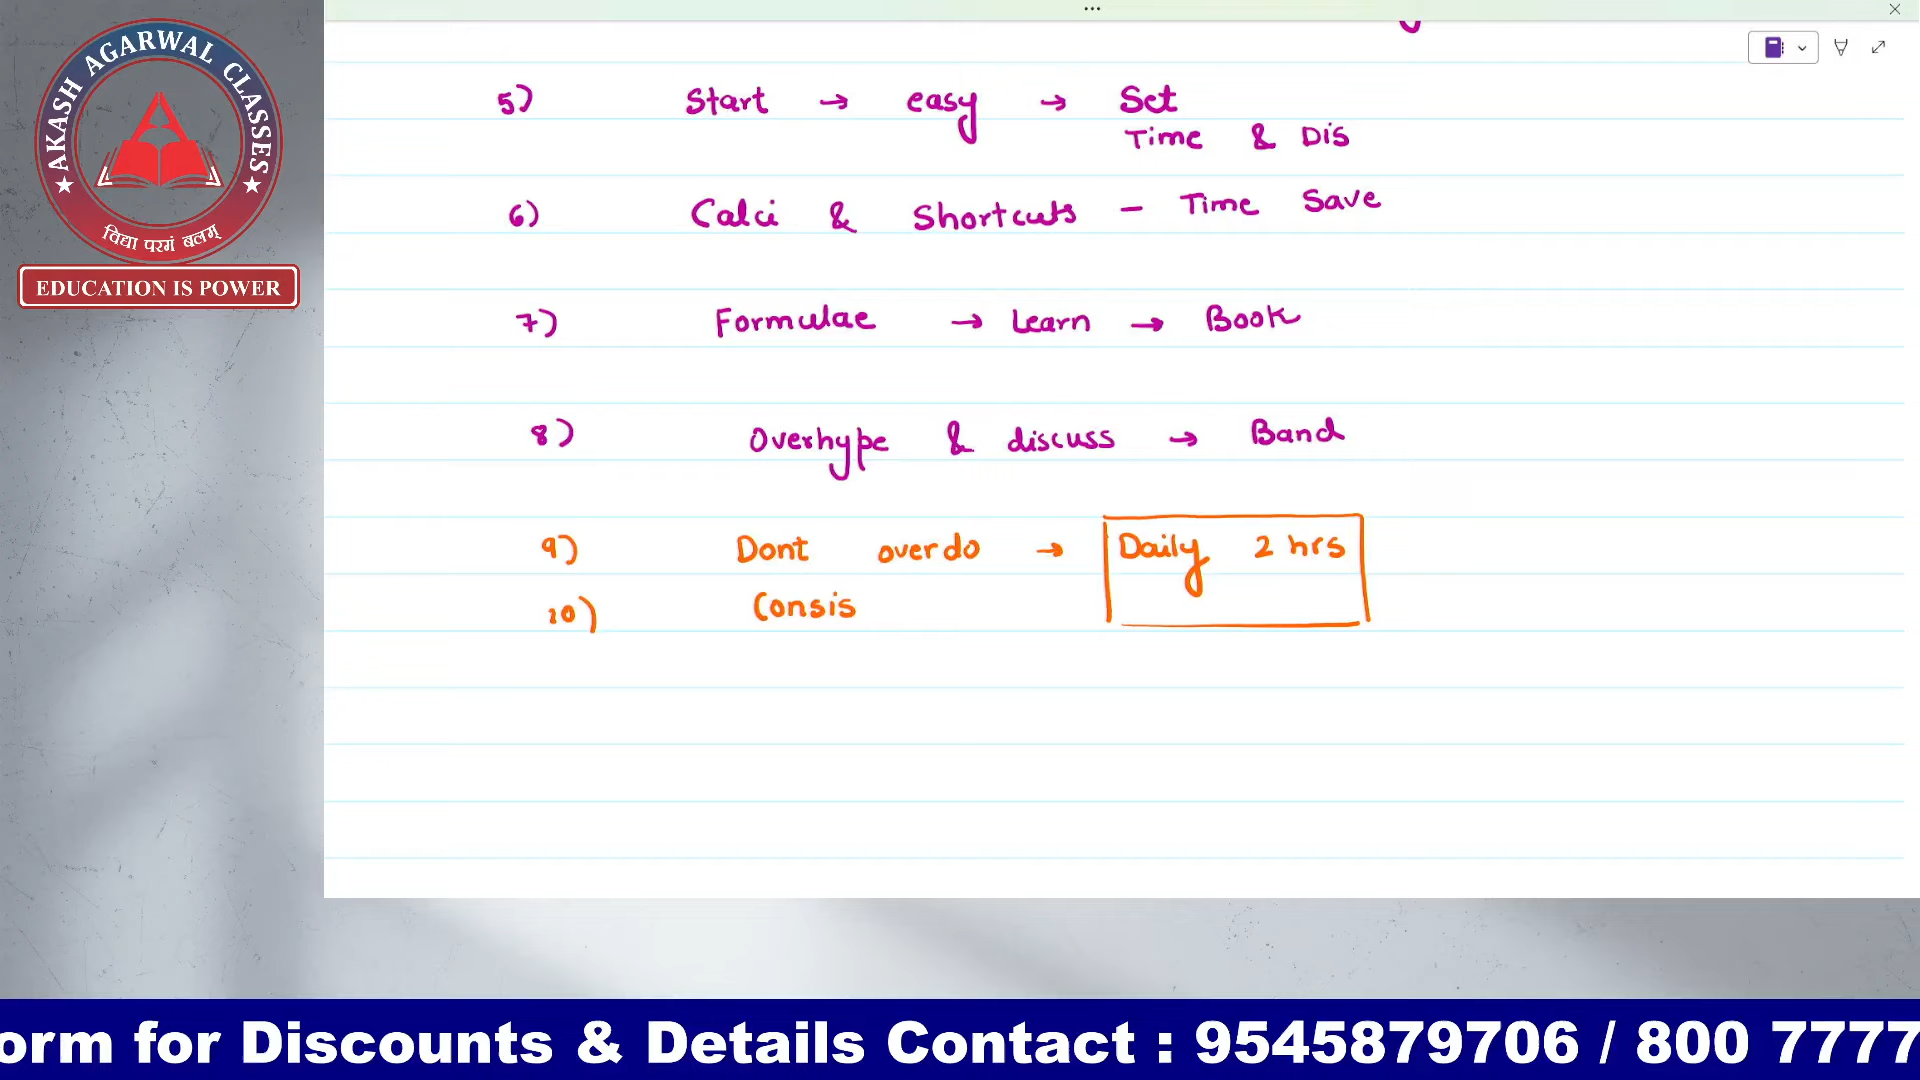 AKASH AGARWAL CLASSES
विद्या परमं बलम्
EDUCATION IS POWER
5) Start → easy → Set
Time & Dis
6) Calci & Shortcuts - Time Save
7) Formulae → Learn → Book
8) Overhype & discuss → Band
9) Dont overdo → Daily 2 hrs
10) Consis
orm for Discounts & Details Contact : 9545879706 / 800 7777